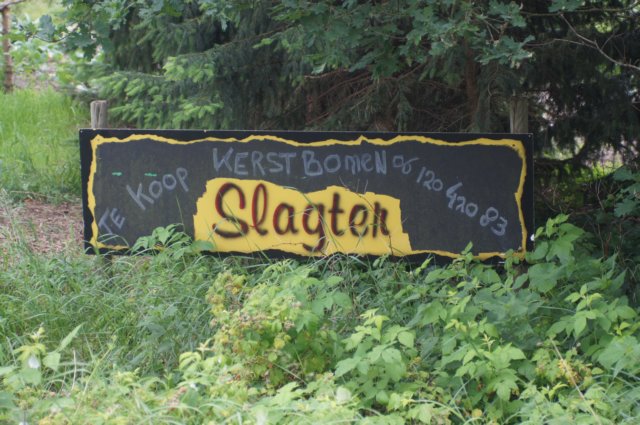 TE KOOP KERSTBOMEN 06 120 420 83
Slagter